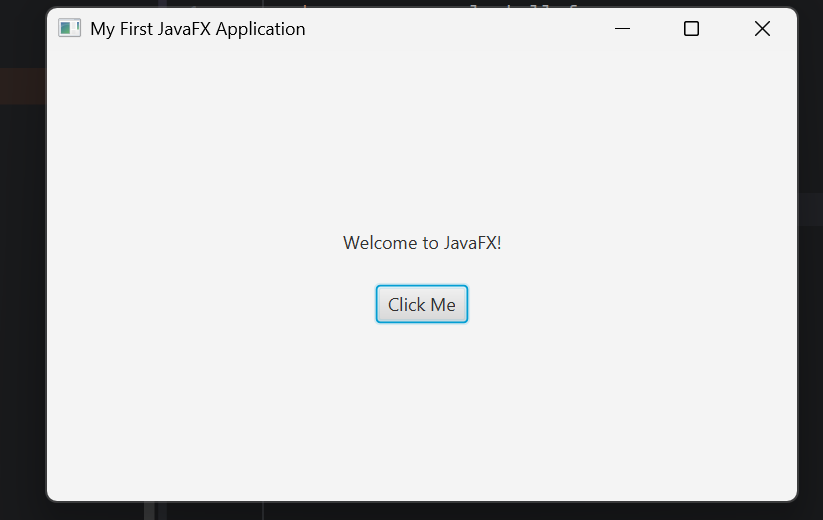 My First JavaFX Application
Welcome to JavaFX!
Click Me